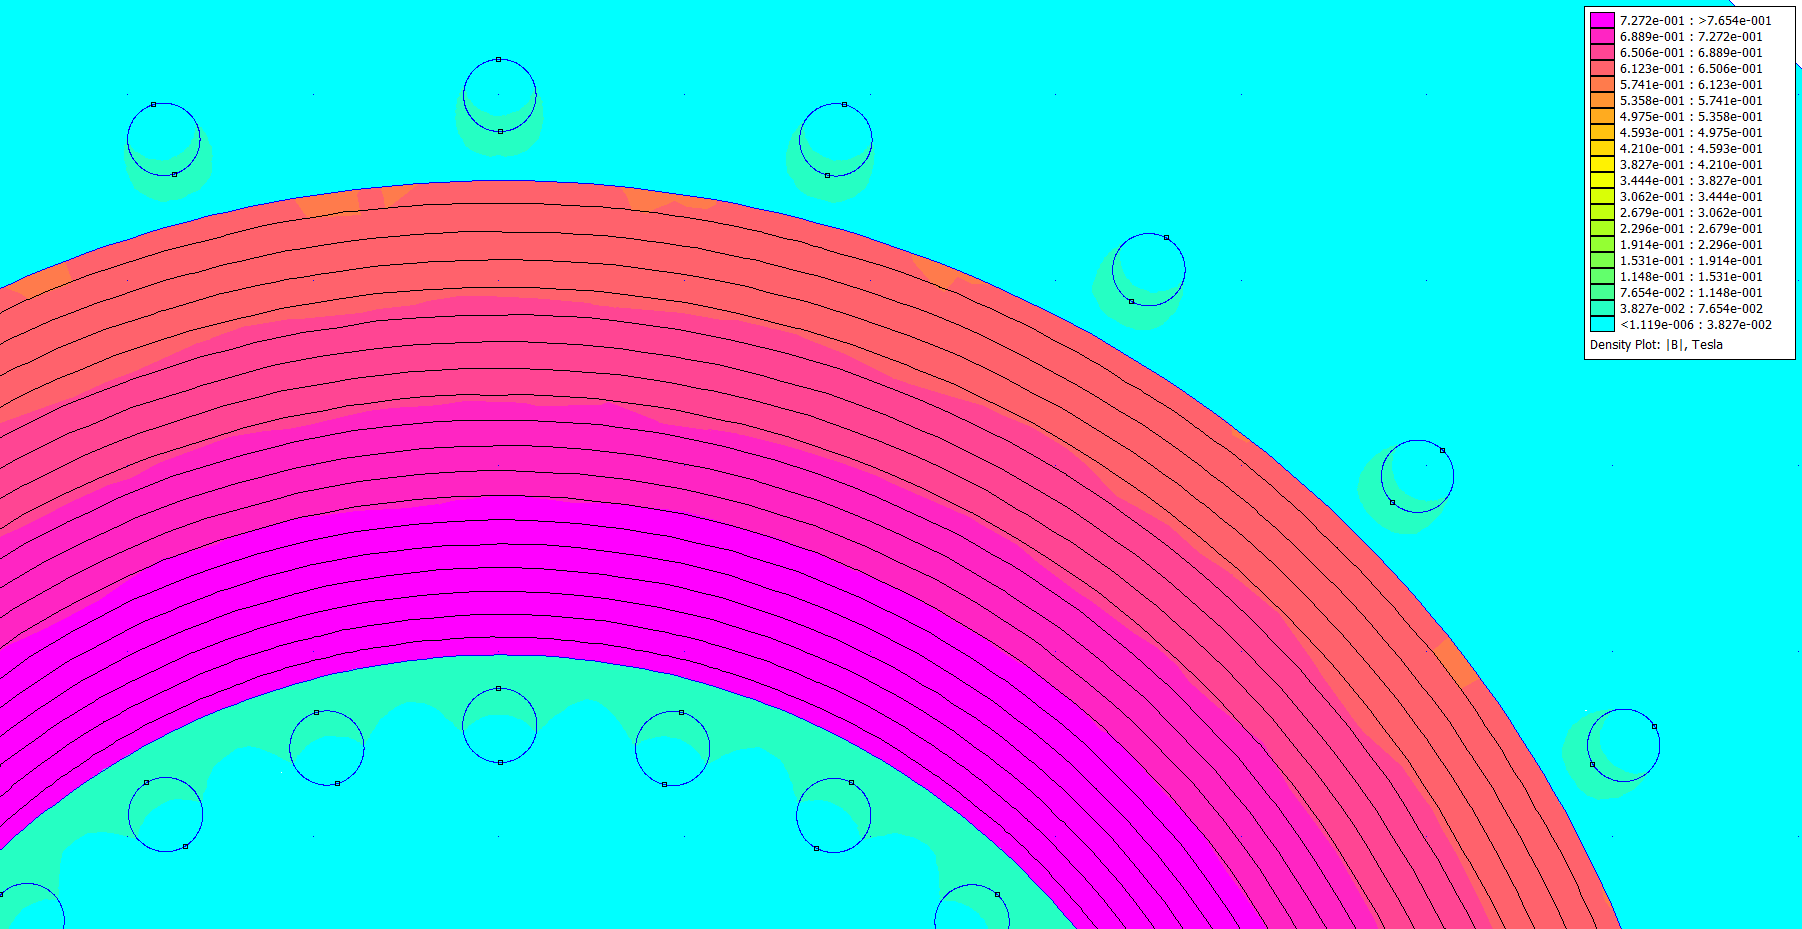 7.272e-001 : >7.654e-001
6.889e-001 : 7.272e-001
6.506e-001 : 6.889e-001
6.123e-001 : 6.506e-001
5.741e-001 : 6.123e-001
5.358e-001 : 5.741e-001
4.975e-001 : 5.358e-001
4.593e-001 : 4.975e-001
4.210e-001 : 4.593e-001
3.827e-001 : 4.210e-001
3.444e-001 : 3.827e-001
3.062e-001 : 3.444e-001
2.679e-001 : 3.062e-001
2.296e-001 : 2.679e-001
1.914e-001 : 2.296e-001
1.531e-001 : 1.914e-001
1.148e-001 : 1.531e-001
7.654e-002 : 1.148e-001
3.827e-002 : 7.654e-002
<1.119e-006 : 3.827e-002
Density Plot: |B|, Tesla